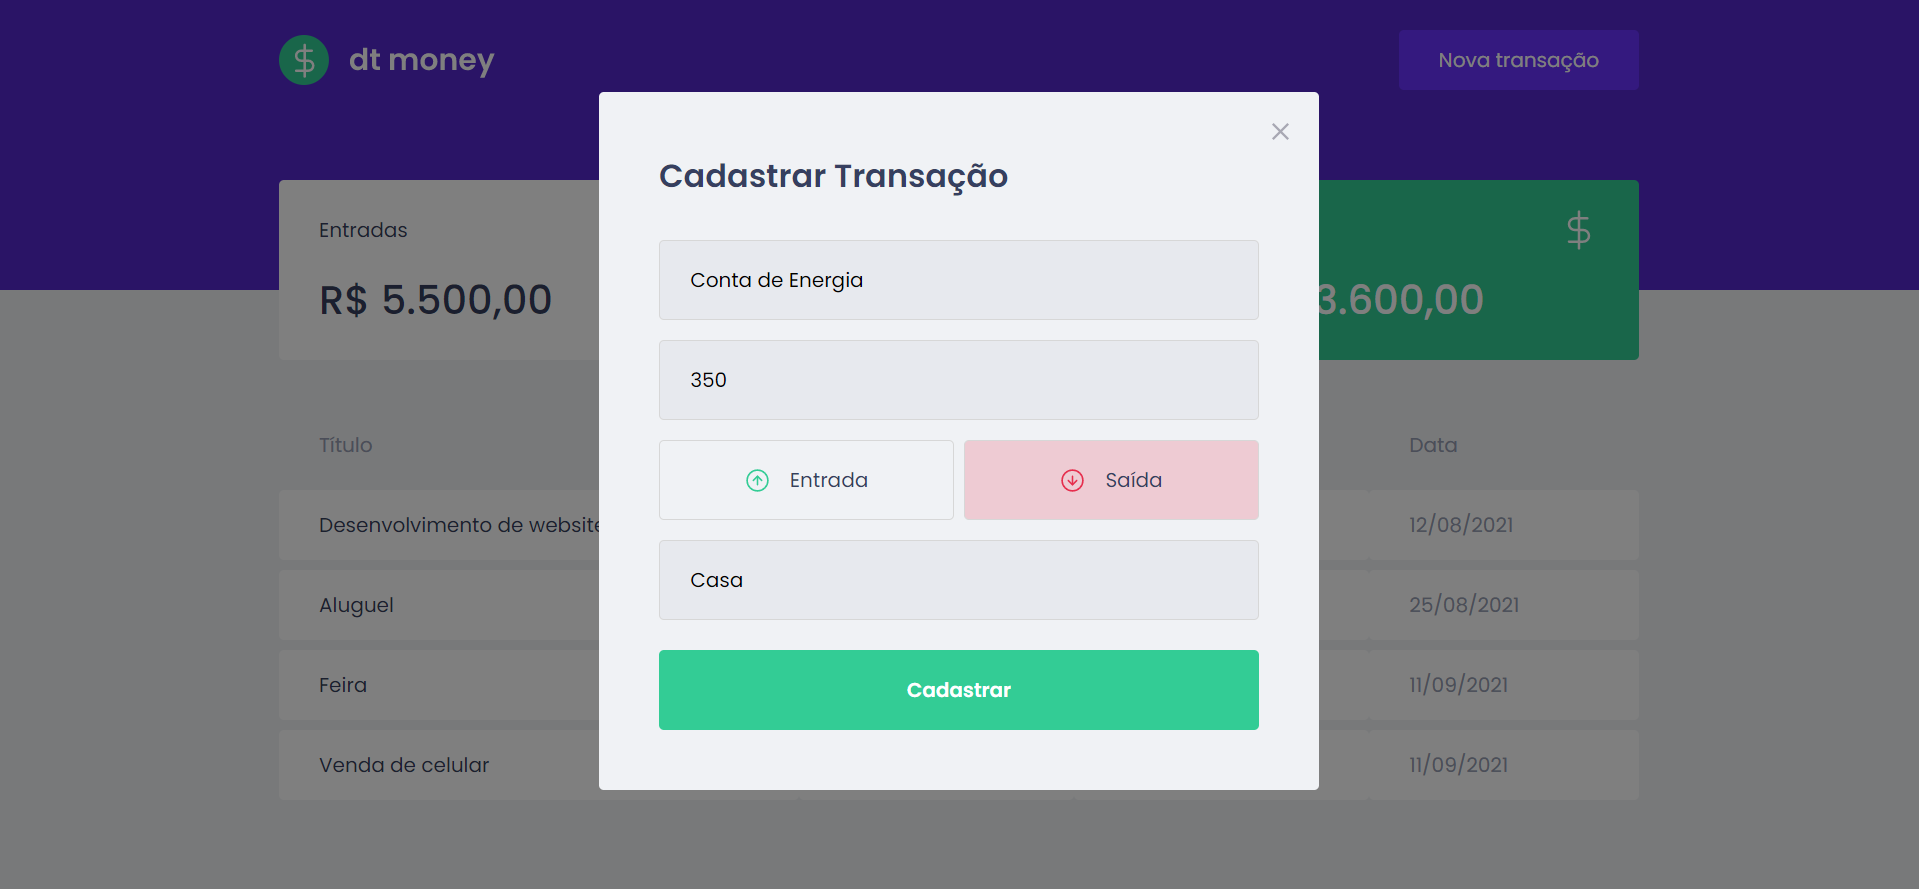 dt money
Nova transação
Cadastrar Transação
Entradas
R$ 5.500,00
3.600,00
Conta de Energia
350
Entrada
Saída
Casa
Cadastrar
Título
Data
Desenvolvimento de website
12/08/2021
Aluguel
25/08/2021
Feira
11/09/2021
Venda de celular
11/09/2021